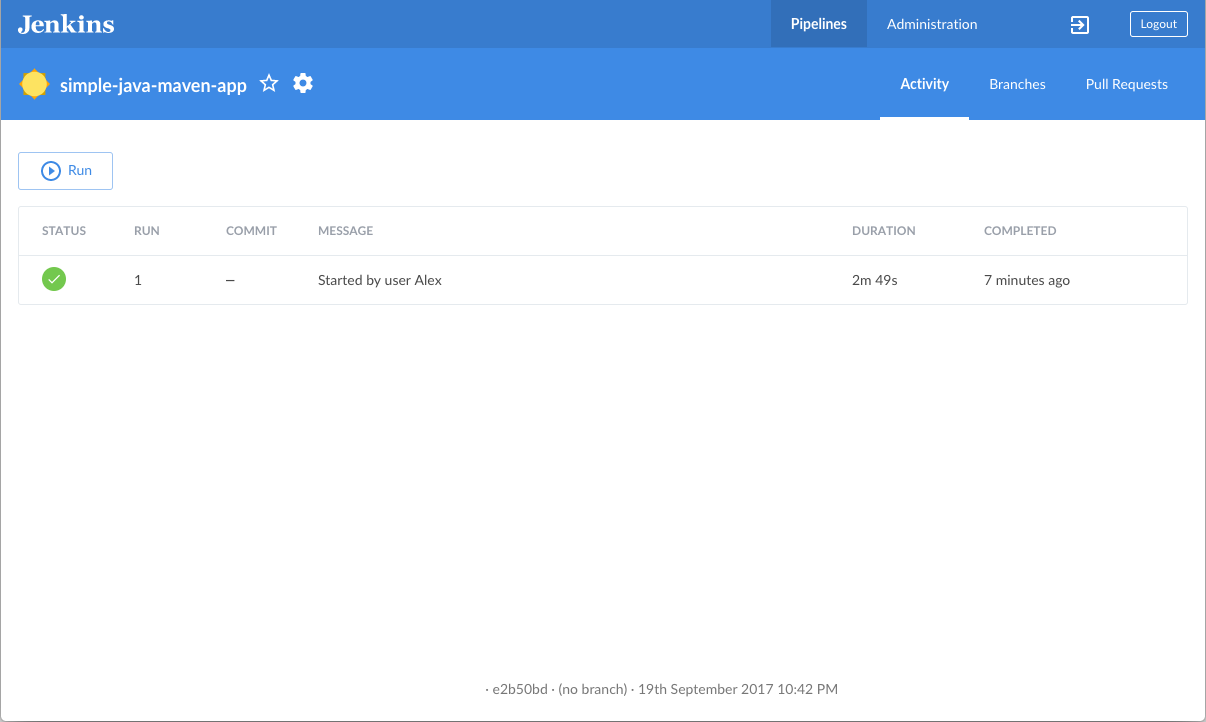 Jenkins Pipelines Administration Logout
simple-java-maven-app Activity Branches Pull Requests
Run
STATUS RUN COMMIT MESSAGE DURATION COMPLETED
1 — Started by user Alex 2m 49s 7 minutes ago
· e2b50bd · (no branch) · 19th September 2017 10:42 PM